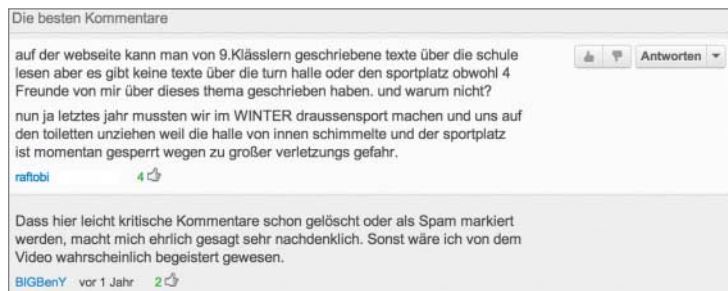 Die besten Kommentare
auf der webseite kann man von 9.Klässlern geschriebene texte über die schule
lesen aber es gibt keine texte über die turn halle oder den sportplatz obwohl 4
Freunde von mir über dieses thema geschrieben haben. und warum nicht?
Antworten
nun ja letztes jahr mussten wir im WINTER draussensport machen und uns auf
den toiletten unziehen weil die halle von innen schimmelte und der sportplatz
ist momentan gesperrt wegen zu großer verletzungs gefahr.
raftobi 4
Dass hier leicht kritische Kommentare schon gelöscht oder als Spam markiert
werden, macht mich ehrlich gesagt sehr nachdenklich. Sonst wäre ich von dem
Video wahrscheinlich begeistert gewesen.
BIGBenY vor 1 Jahr 2